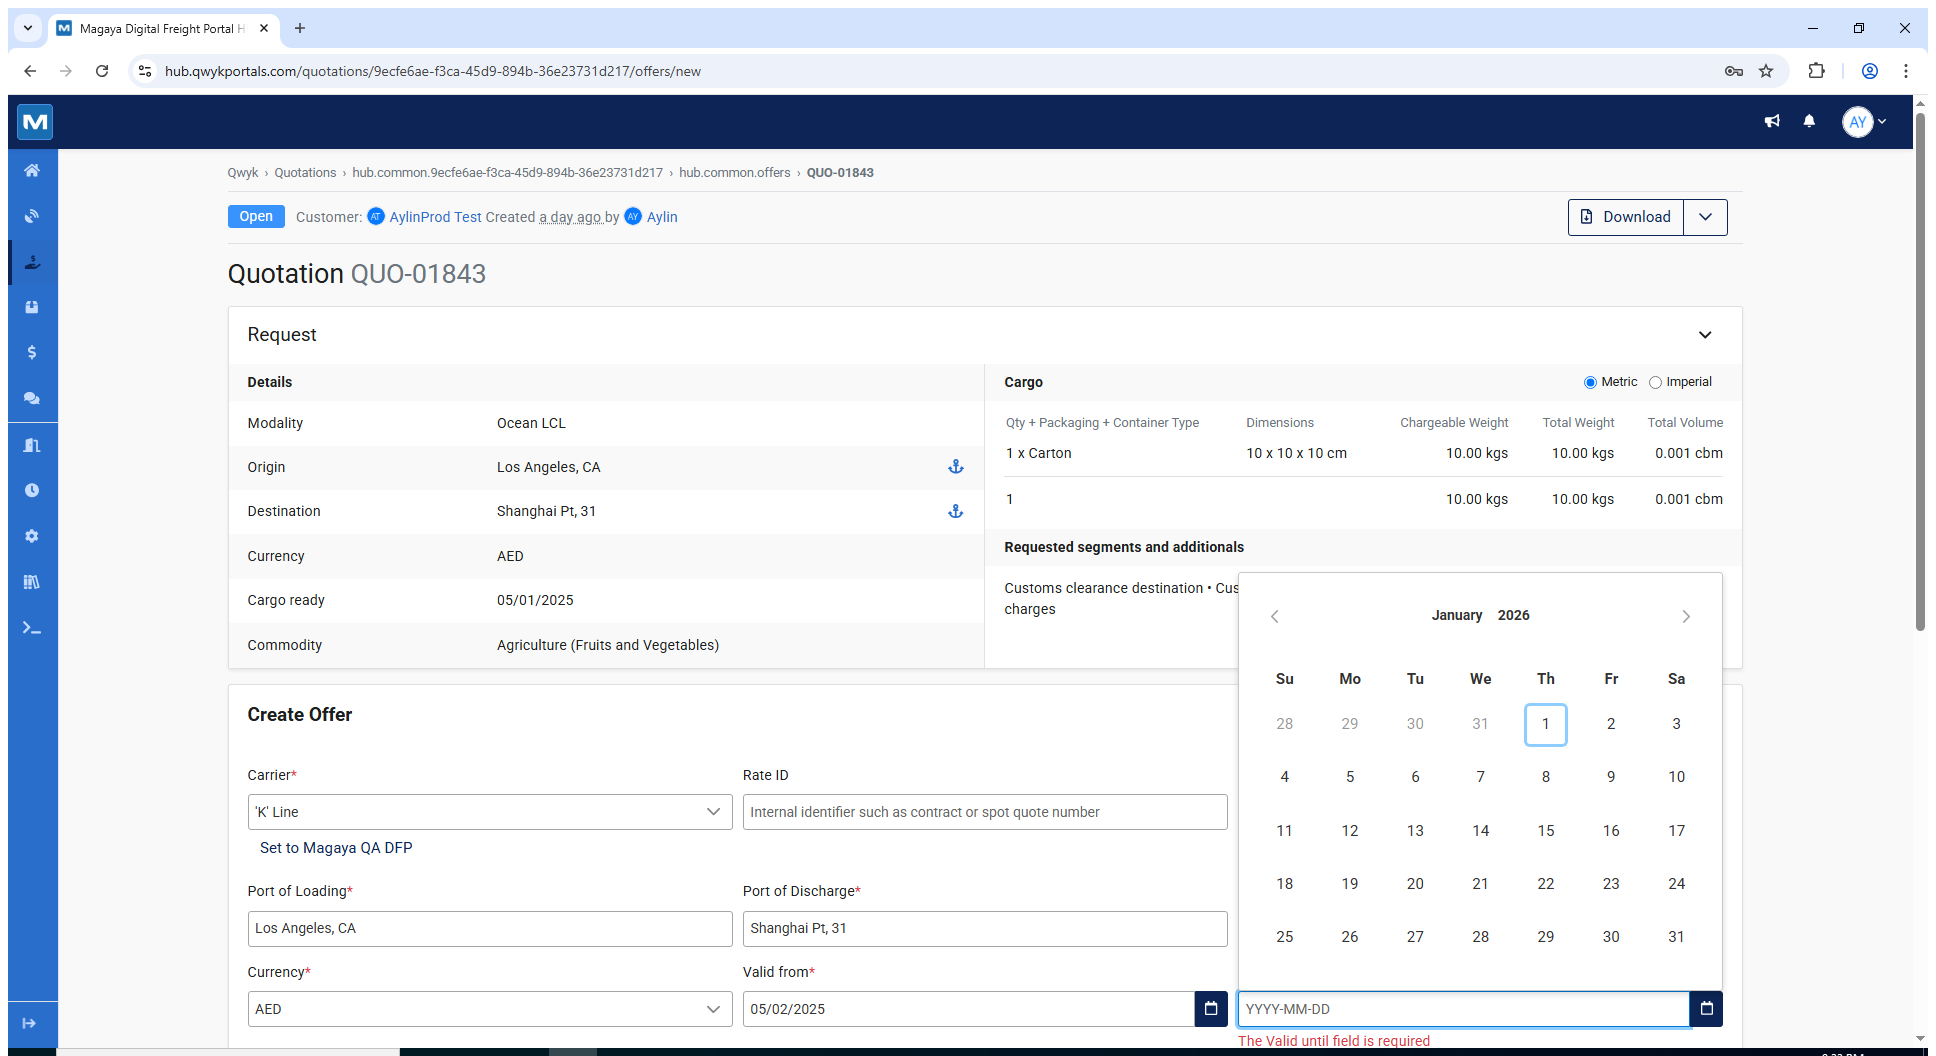 Magaya Digital Freight Portal H
hub.qwykportals.com/quotations/9ecfe6ae-f3ca-45d9-894b-36e23731d217/offers/new
M
AY
Qwyk › Quotations › hub.common.9ecfe6ae-f3ca-45d9-894b-36e23731d217 › hub.common.offers › QUO-01843
Open Customer: AT AylinProd Test Created a day ago by AY Aylin
Download
Quotation QUO-01843
Request
Details
Modality Ocean LCL
Origin Los Angeles, CA
Destination Shanghai Pt, 31
Currency AED
Cargo ready 05/01/2025
Commodity Agriculture (Fruits and Vegetables)
Cargo Metric Imperial
Qty + Packaging + Container Type Dimensions Chargeable Weight Total Weight Total Volume
1 x Carton 10 x 10 x 10 cm 10.00 kgs 10.00 kgs 0.001 cbm
1 10.00 kgs 10.00 kgs 0.001 cbm
Requested segments and additionals
Customs clearance destination • Cus
charges
January 2026
Su Mo Tu We Th Fr Sa
28 29 30 31 1 2 3
4 5 6 7 8 9 10
11 12 13 14 15 16 17
18 19 20 21 22 23 24
25 26 27 28 29 30 31
Create Offer
Carrier* Rate ID
'K' Line Internal identifier such as contract or spot quote number
Set to Magaya QA DFP
Port of Loading* Port of Discharge*
Los Angeles, CA Shanghai Pt, 31
Currency* Valid from*
AED 05/02/2025 YYYY-MM-DD
The Valid until field is required